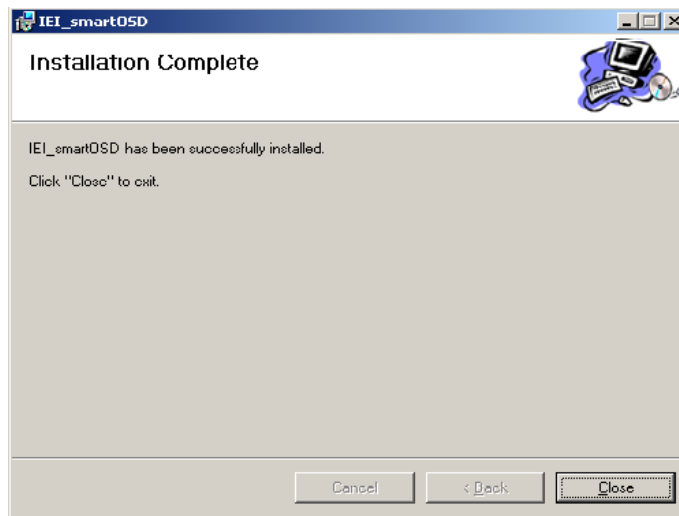 IEI_smartOSD
Installation Complete
IEI_smartOSD has been successfully installed.
Click "Close" to exit.
Cancel
< Back
Close